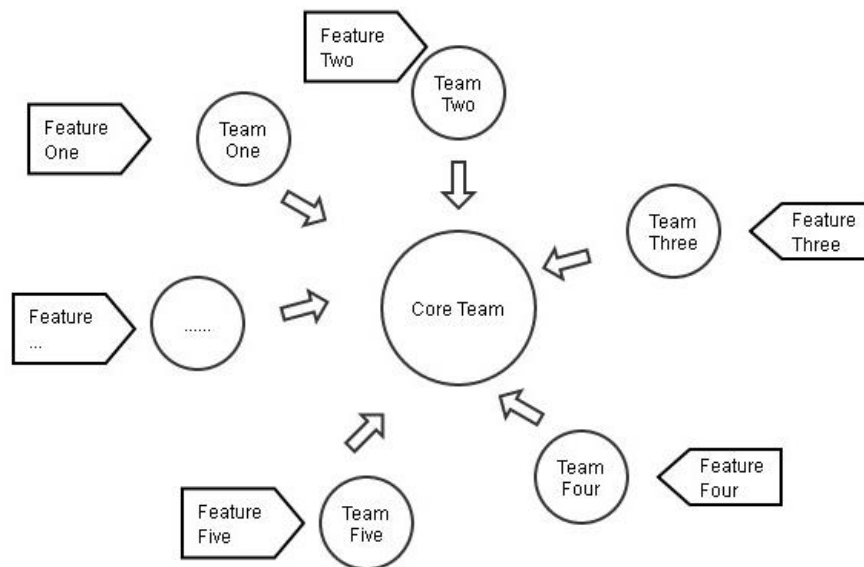 Feature
Two
Team
Two
Feature
One
Team
One
Team
Three
Feature
Three
Core Team
Feature
...
......
Team
Four
Feature
Four
Feature
Five
Team
Five